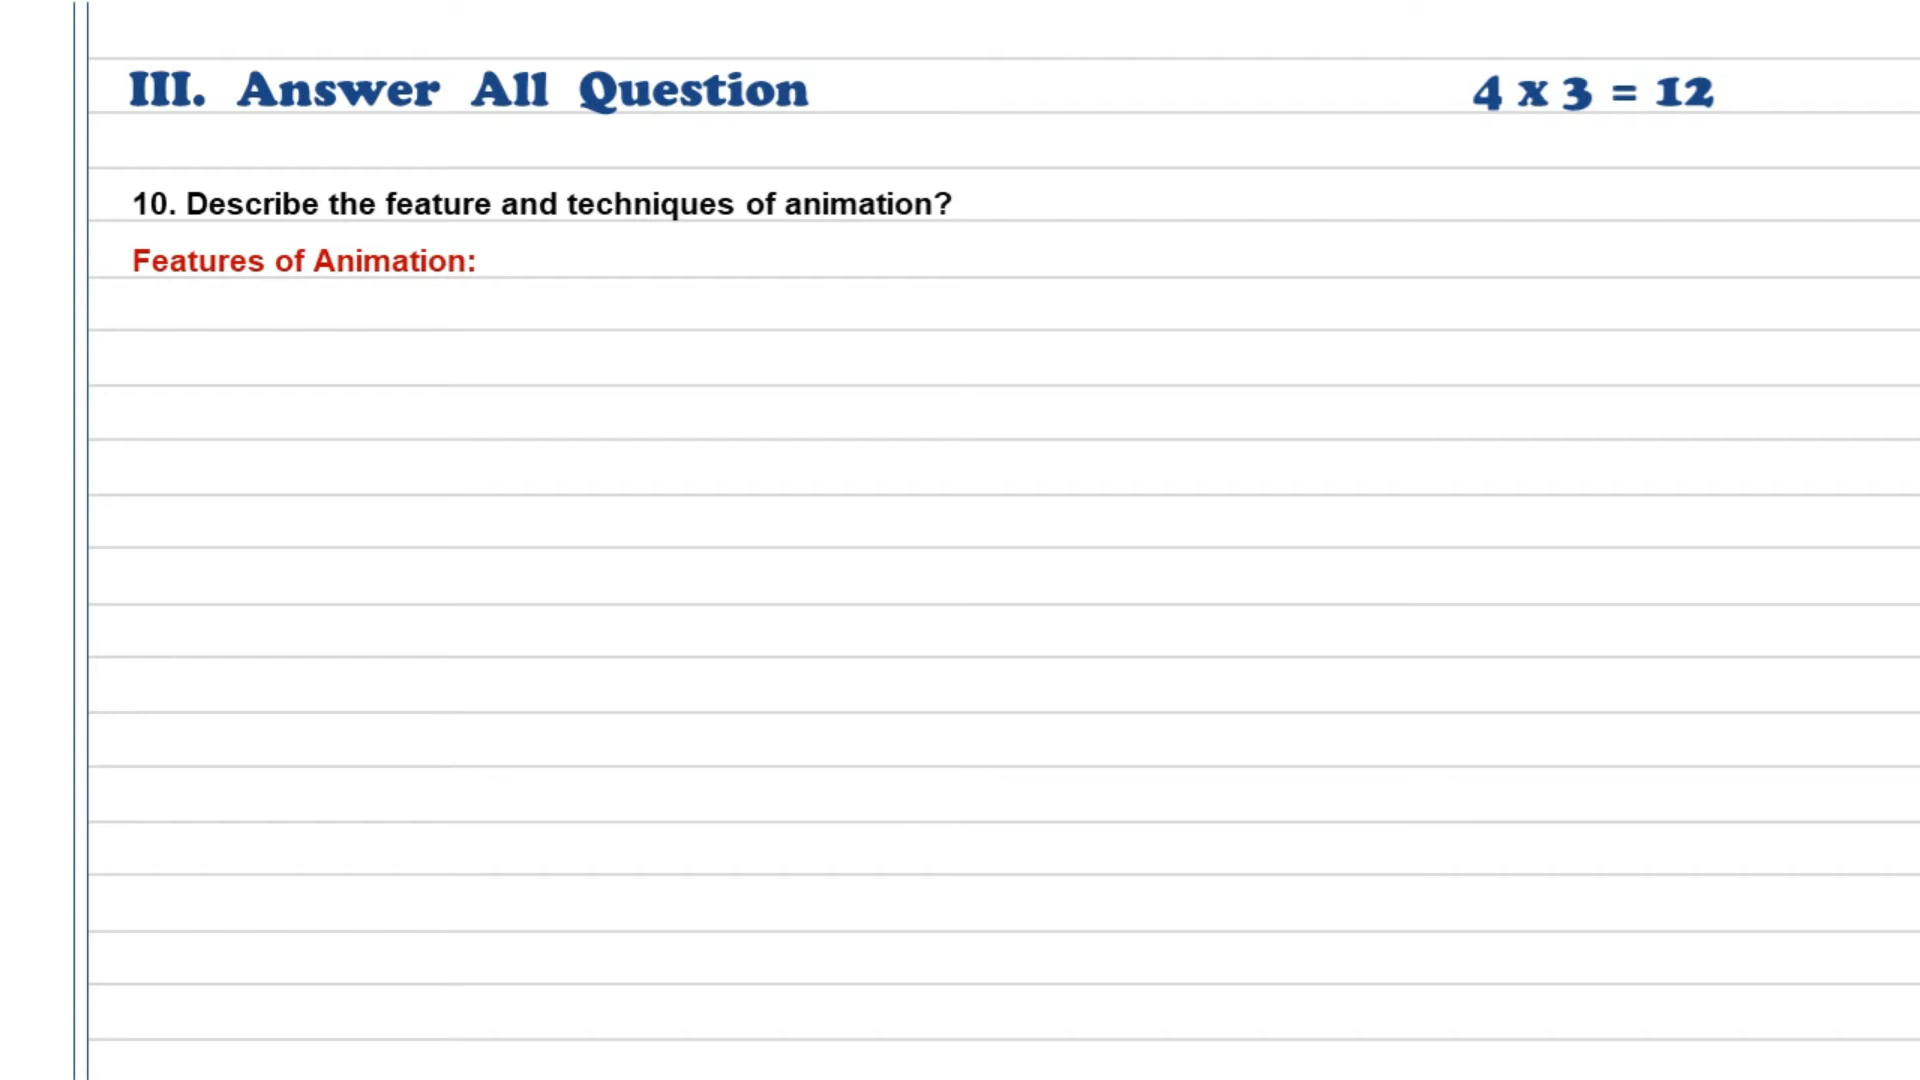 III. Answer All Question 4 x 3 = 12
10. Describe the feature and techniques of animation?
Features of Animation: